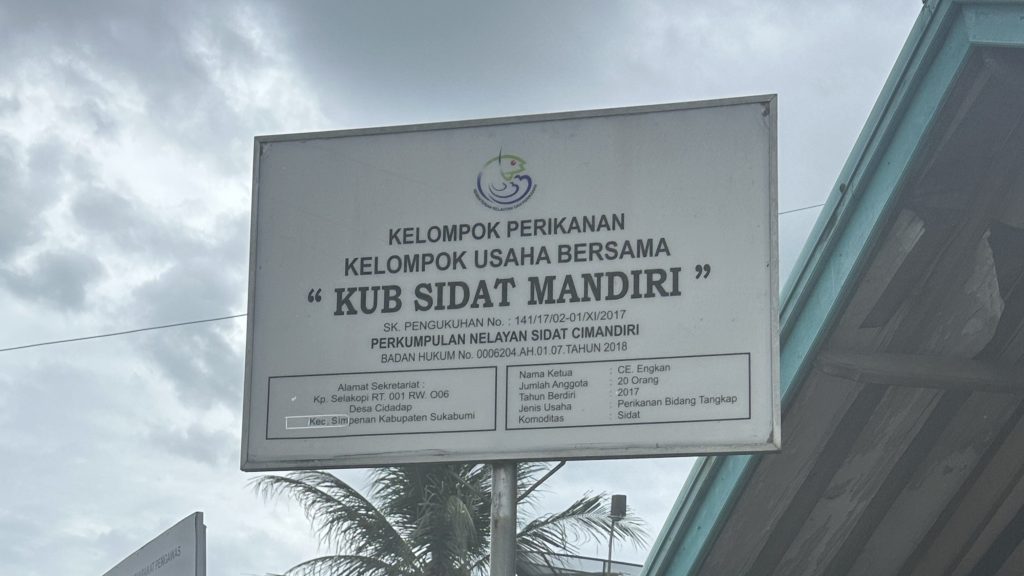 KELOMPOK PERIKANAN
KELOMPOK USAHA BERSAMA
“ KUB SIDAT MANDIRI ”
SK. PENGUKUHAN No. : 141/17/02-01/XI/2017
PERKUMPULAN NELAYAN SIDAT CIMANDIRI
BADAN HUKUM No. 0006204.AH.01.07.TAHUN 2018
Alamat Sekretariat :
Kp. Selakopi RT. 001 RW. O06
Desa Cidadap
Kec. Simpenan Kabupaten Sukabumi
Nama Ketua : CE. Engkan
Jumlah Anggota : 20 Orang
Tahun Berdiri : 2017
Jenis Usaha : Perikanan Bidang Tangkap
Komoditas : Sidat
PENGAWAS